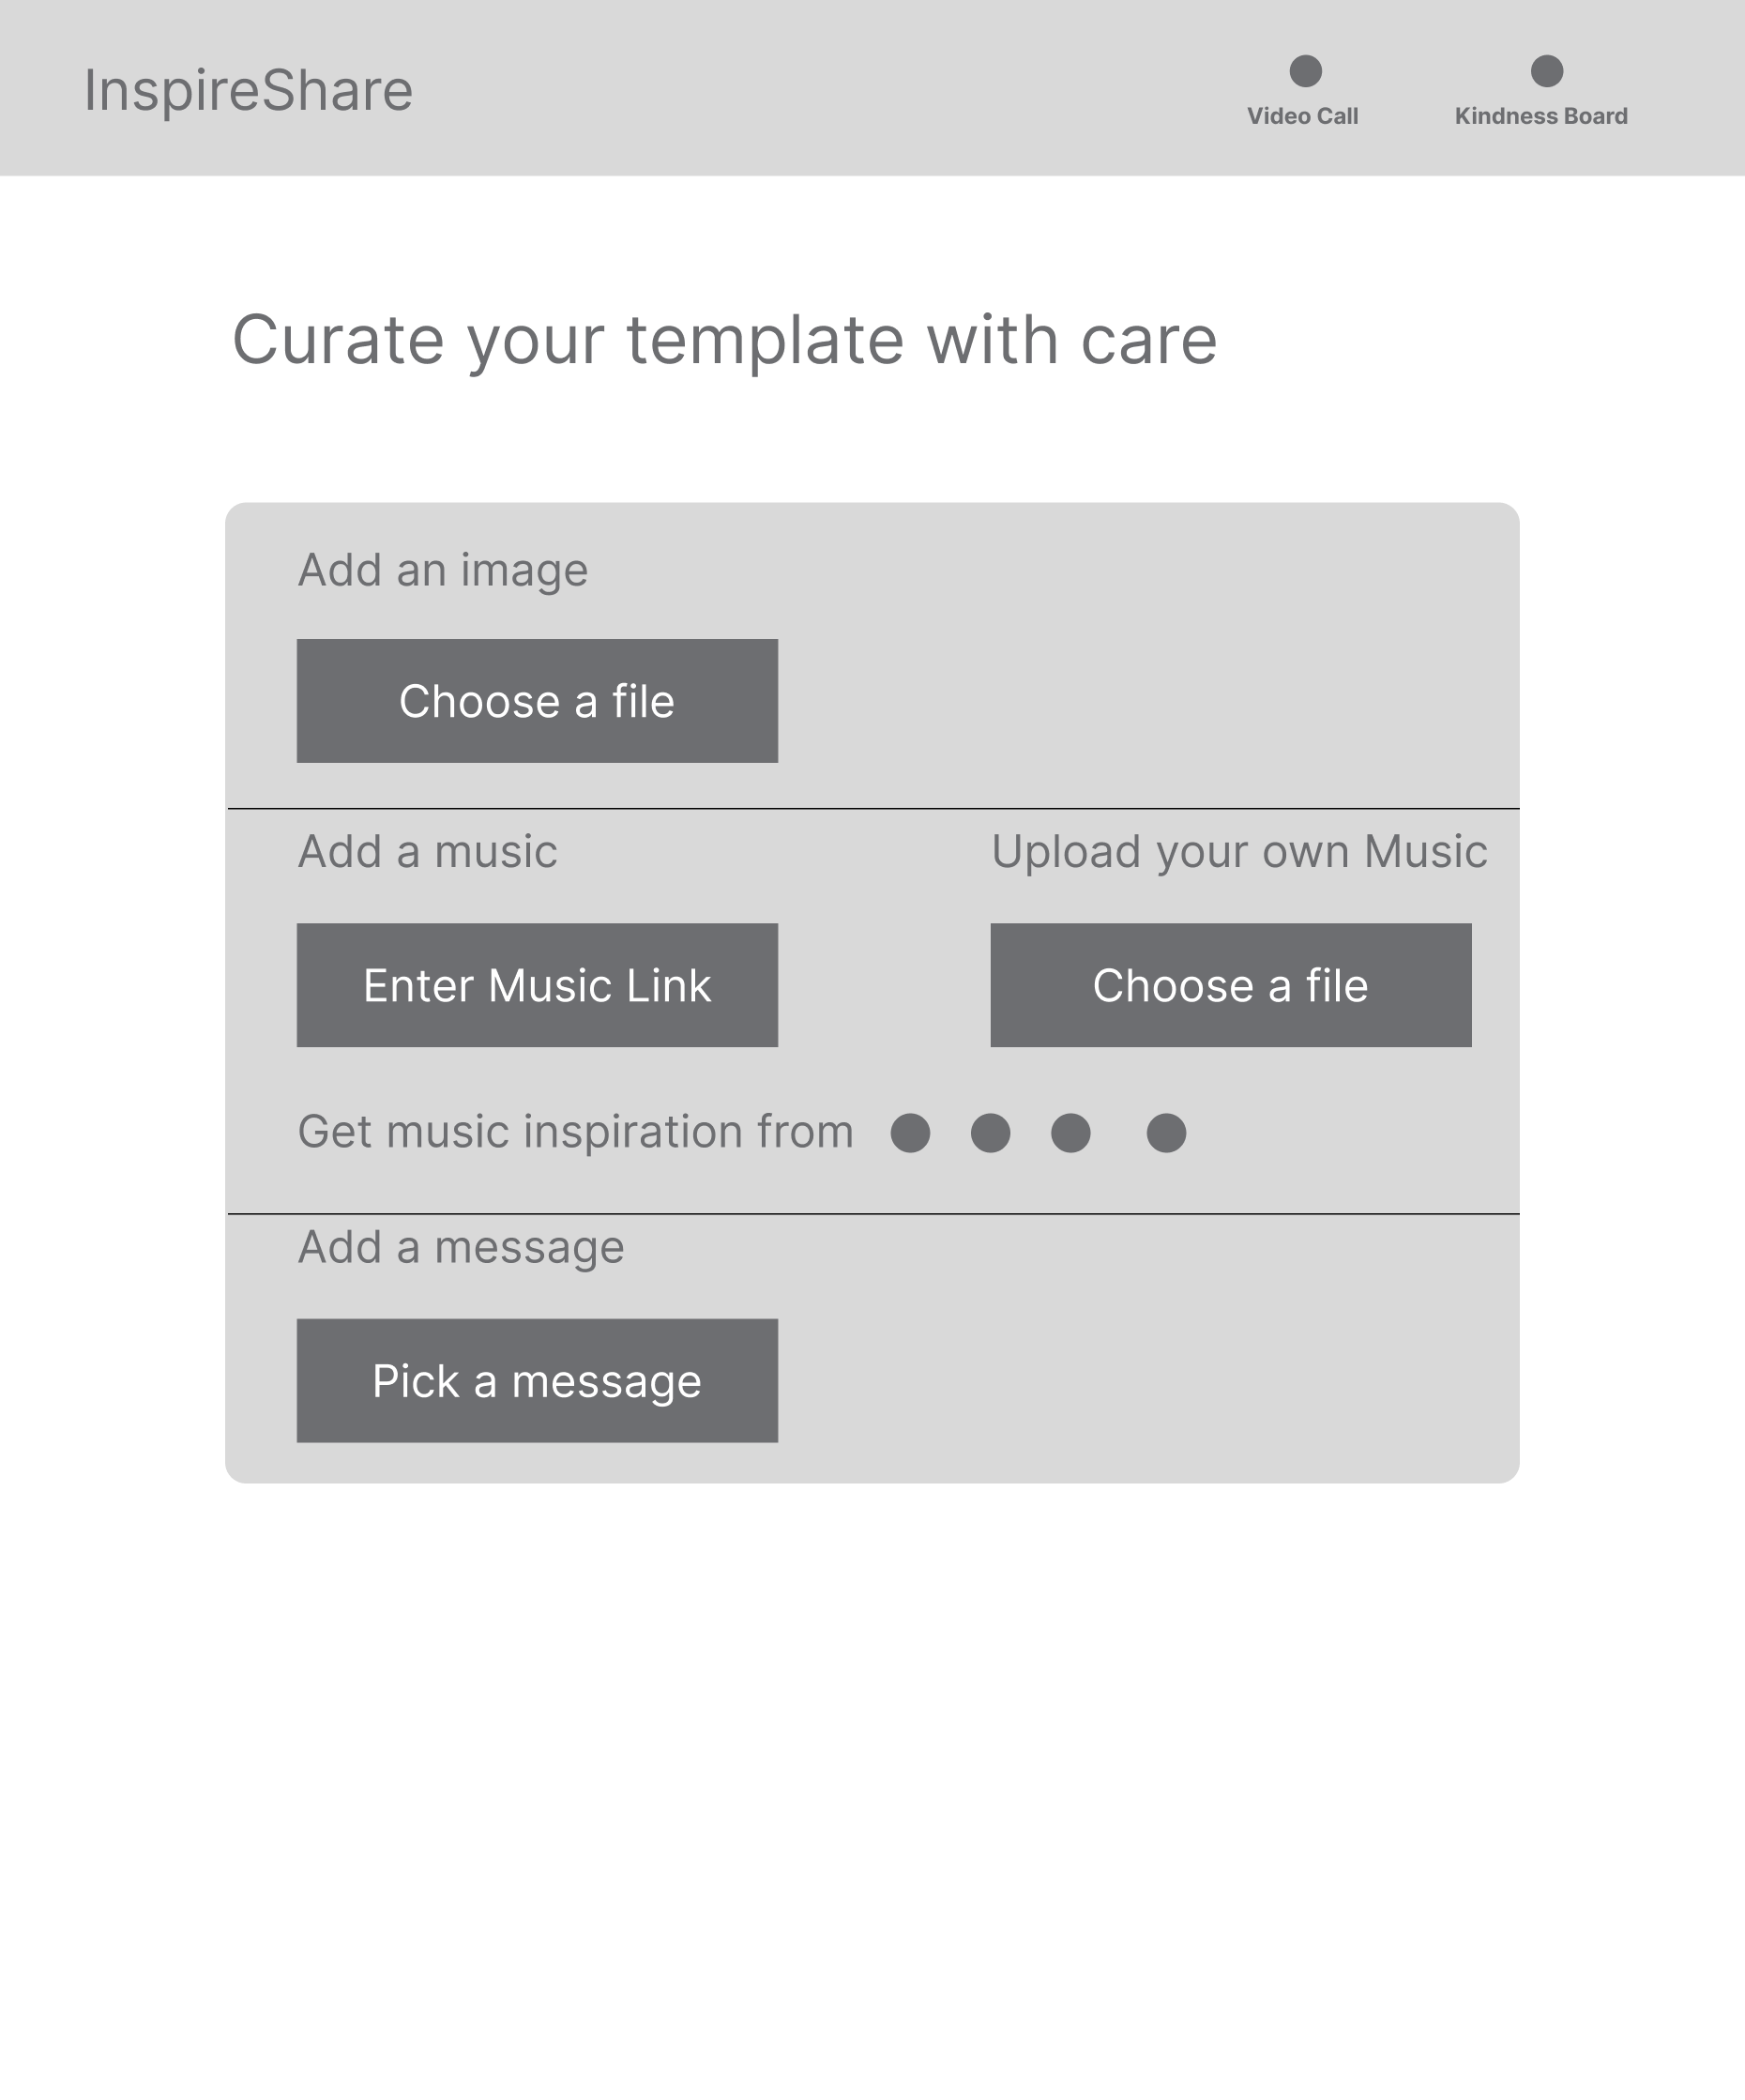 InspireShare
Video Call
Kindness Board
Curate your template with care
Add an image
Choose a file
Add a music
Upload your own Music
Enter Music Link
Choose a file
Get music inspiration from
Add a message
Pick a message